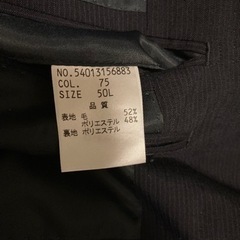 NO.54013156883
COL. 75
SIZE 50L
品質
表地 毛 52%
ポリエステル 48%
裏地 ポリエステル